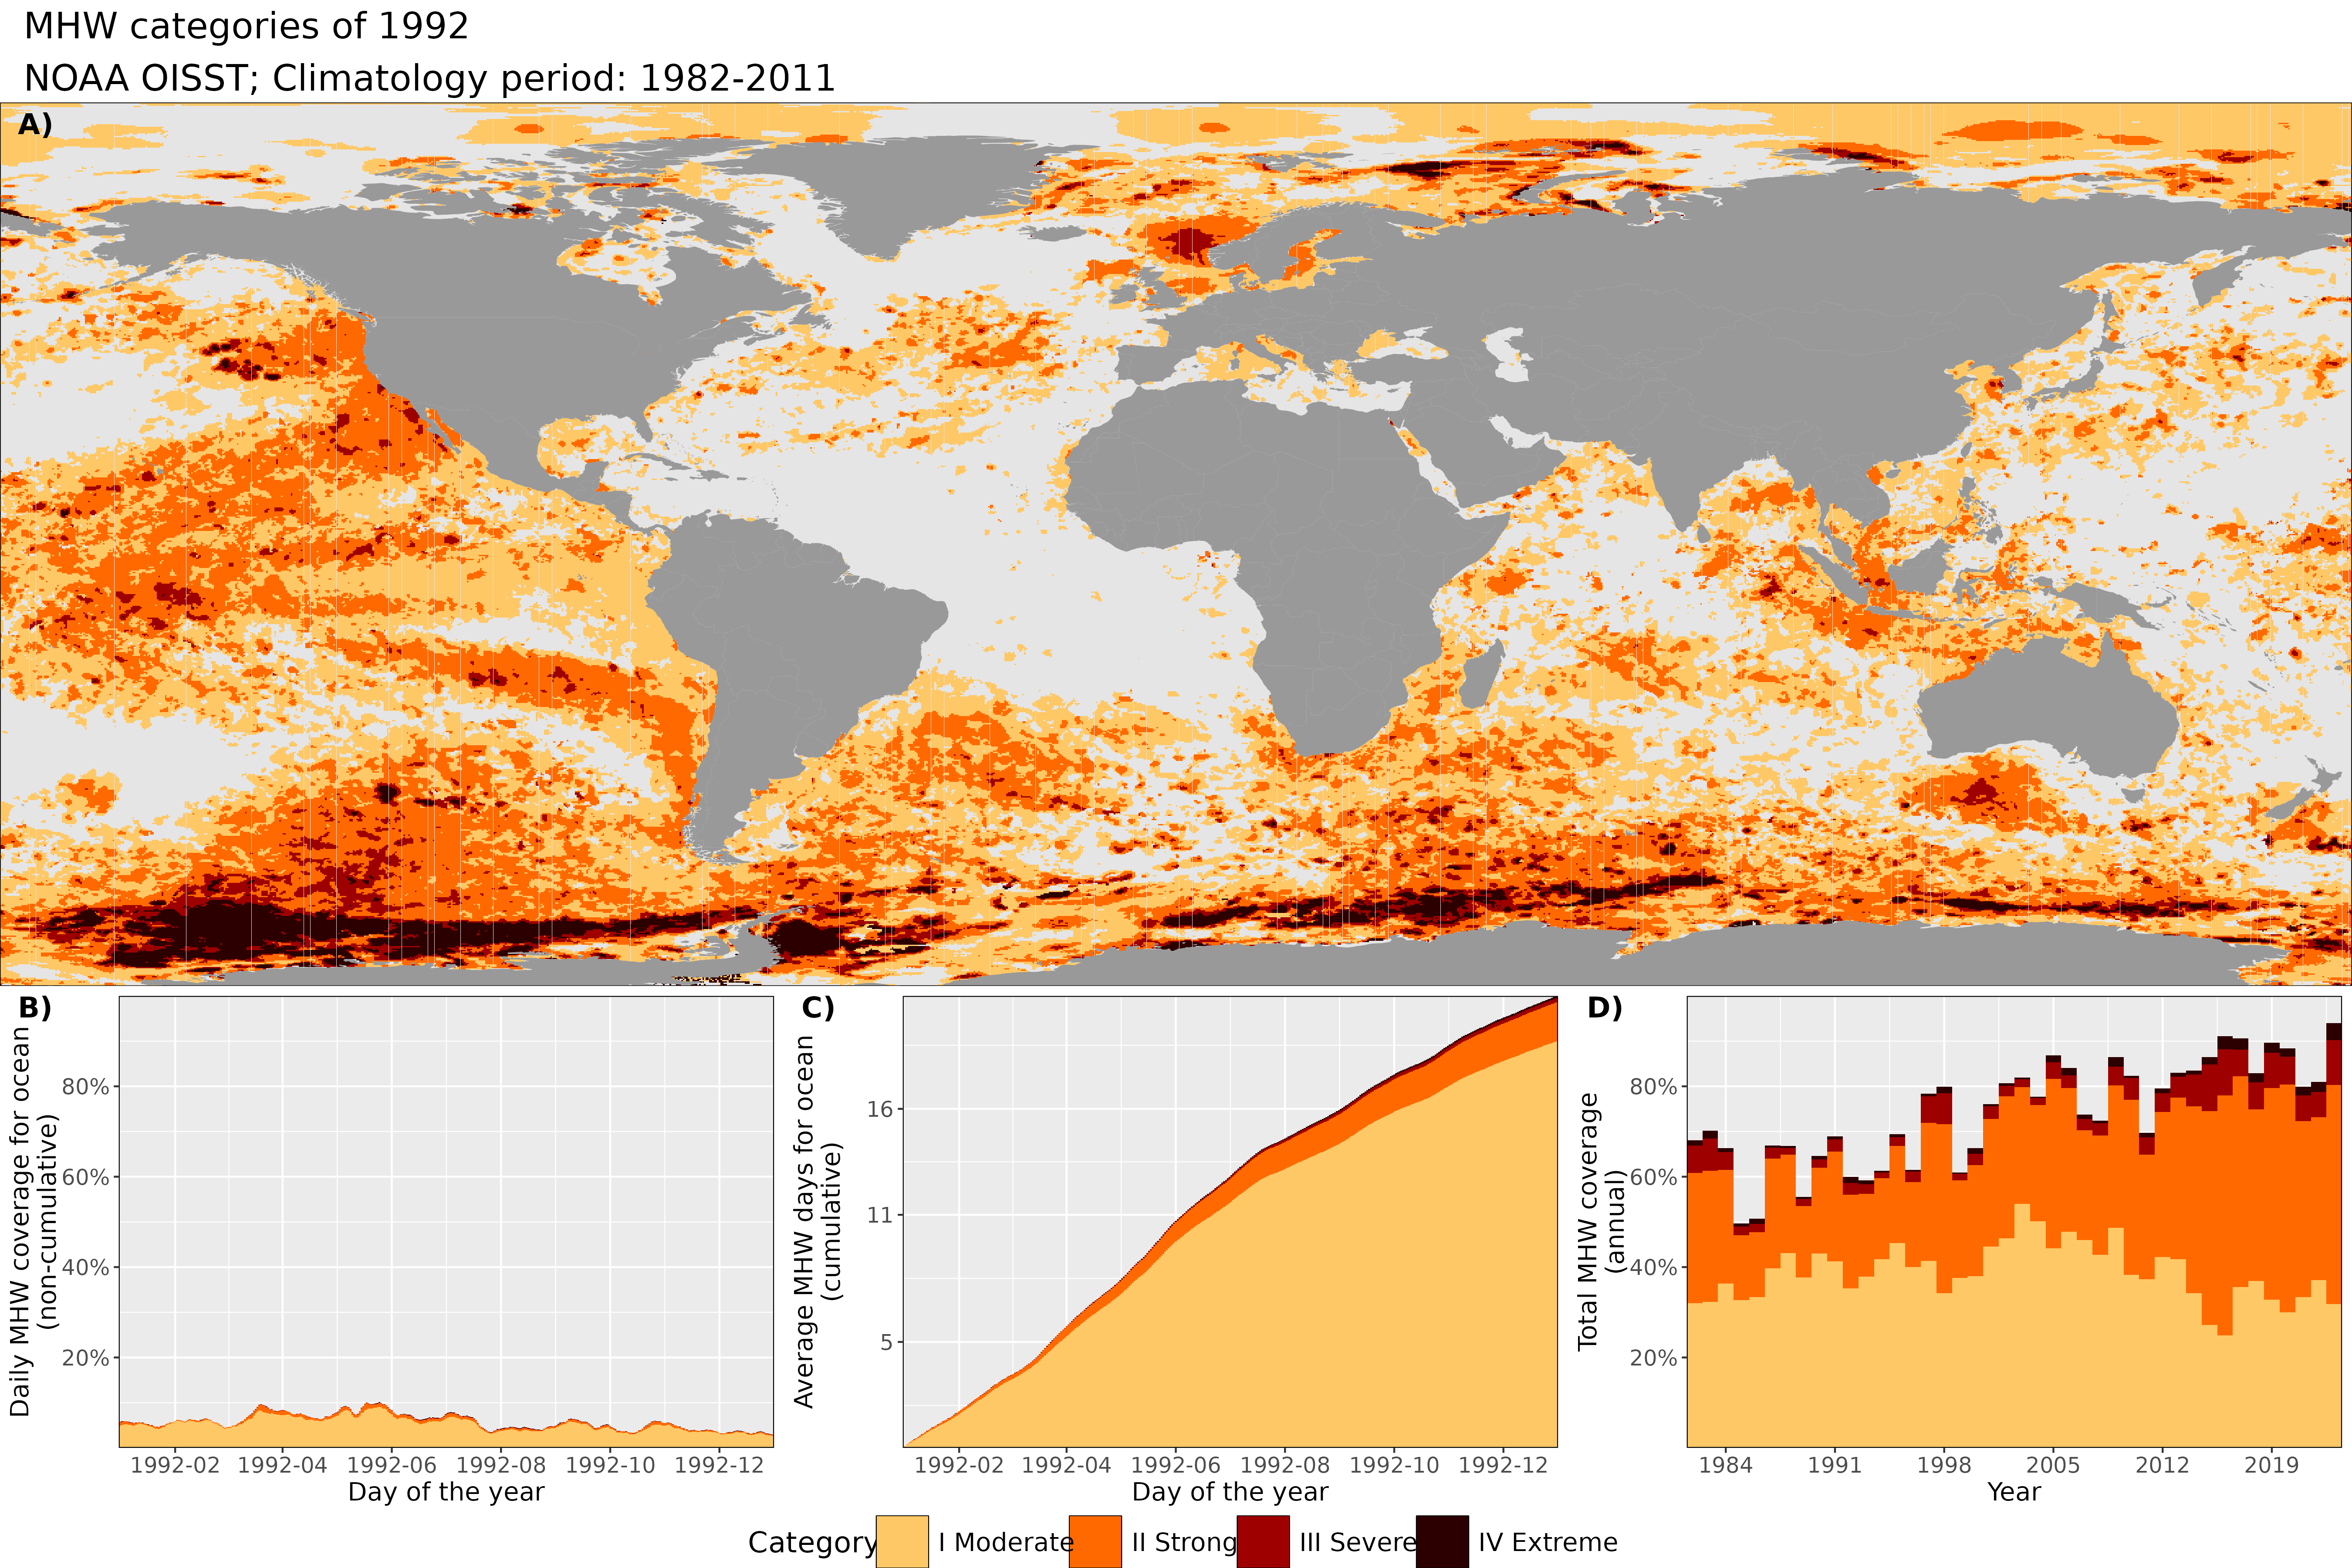 MHW categories of 1992
NOAA OISST; Climatology period: 1982-2011
A)
B)
Daily MHW coverage for ocean
(non-cumulative)
80%
60%
40%
20%
1992-02 1992-04 1992-06 1992-08 1992-10 1992-12
Day of the year
C)
Average MHW days for ocean
(cumulative)
16
11
5
1992-02 1992-04 1992-06 1992-08 1992-10 1992-12
Day of the year
D)
Total MHW coverage
(annual)
80%
60%
40%
20%
1984 1991 1998 2005 2012 2019
Year
Category I Moderate II Strong III Severe IV Extreme